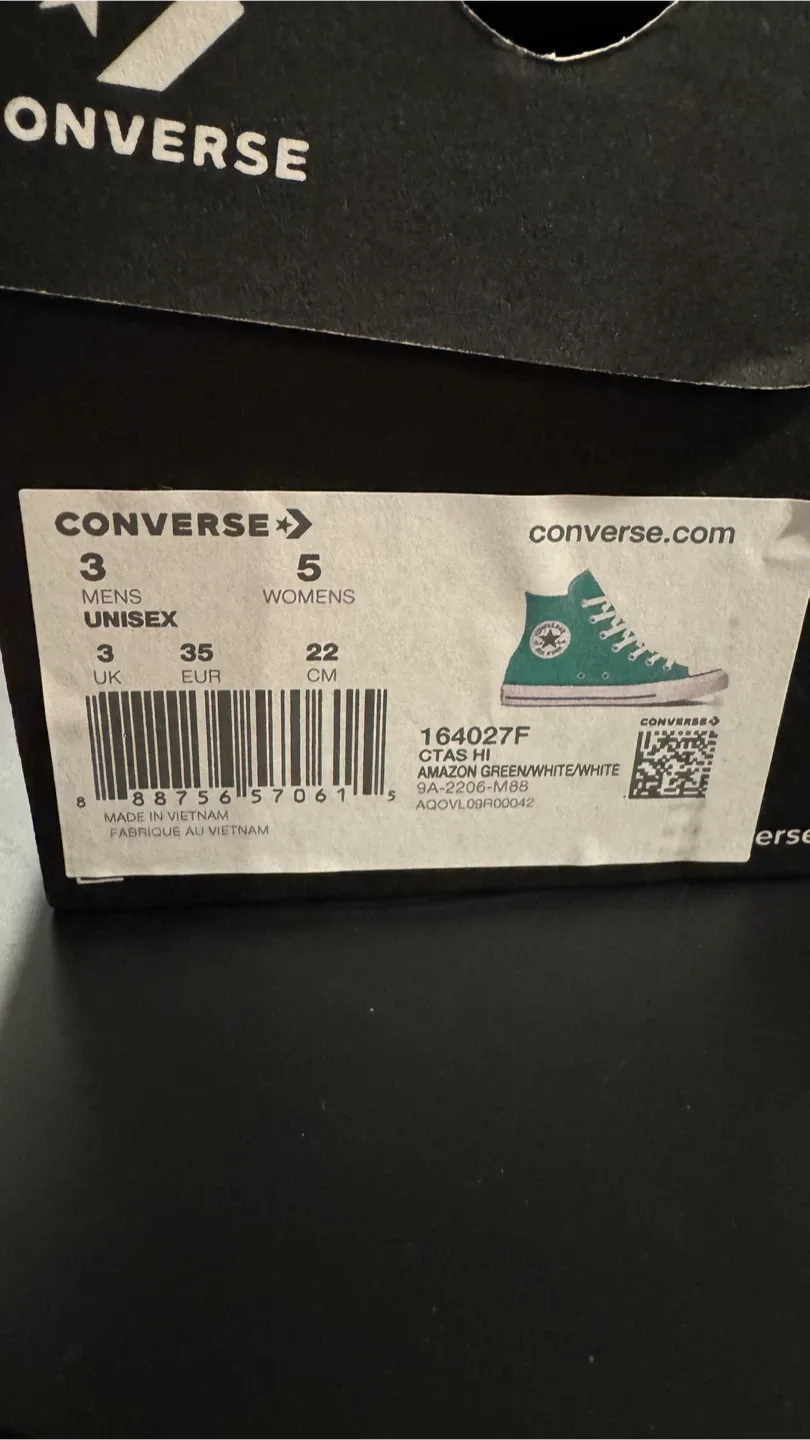 ONVERSE
CONVERSE
converse.com
3 5
MENS WOMENS
UNISEX
3 35 22
UK EUR CM
8 88756 57061 5
MADE IN VIETNAM
FABRIQUE AU VIETNAM
164027F
CTAS HI
AMAZON GREEN/WHITE/WHITE
9A-2206-M88
AQOVL09R00042
CONVERSE
erse